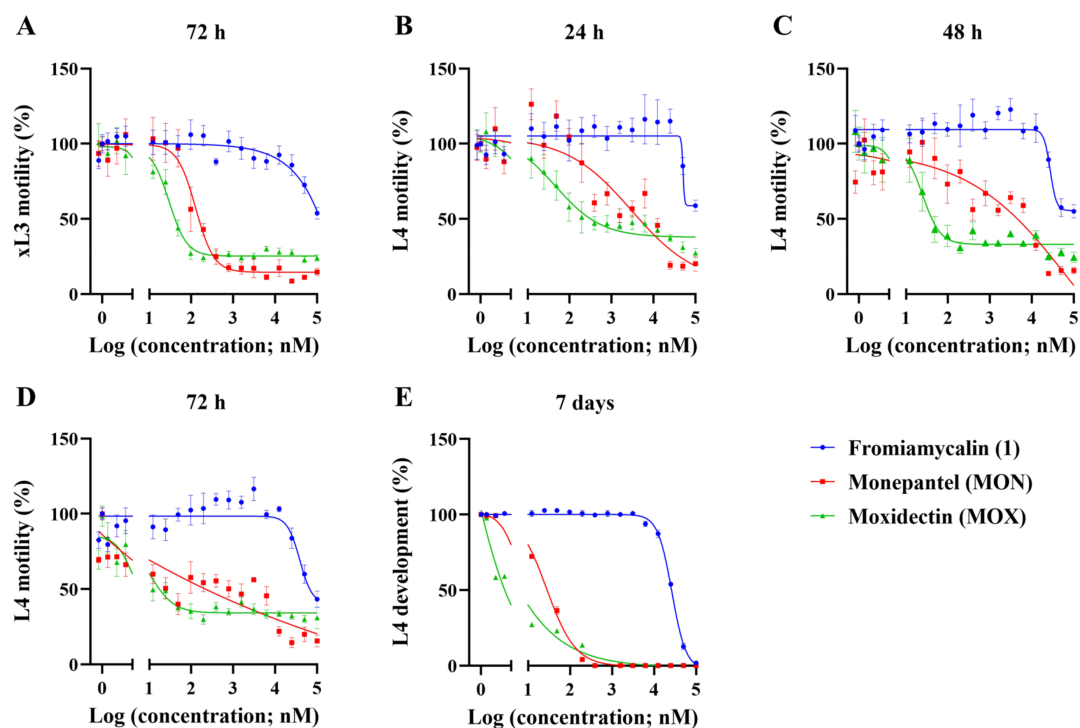 A
72 h
xL3 motility (%)
150
100
50
0
0 1 2 3 4 5
Log (concentration; nM)
B
24 h
L4 motility (%)
150
100
50
0
0 1 2 3 4 5
Log (concentration; nM)
C
48 h
L4 motility (%)
150
100
50
0
0 1 2 3 4 5
Log (concentration; nM)
D
72 h
L4 motility (%)
150
100
50
0
0 1 2 3 4 5
Log (concentration; nM)
E
7 days
L4 development (%)
150
100
50
0
0 1 2 3 4 5
Log (concentration; nM)
Fromiamycalin (1)
Monepantel (MON)
Moxidectin (MOX)